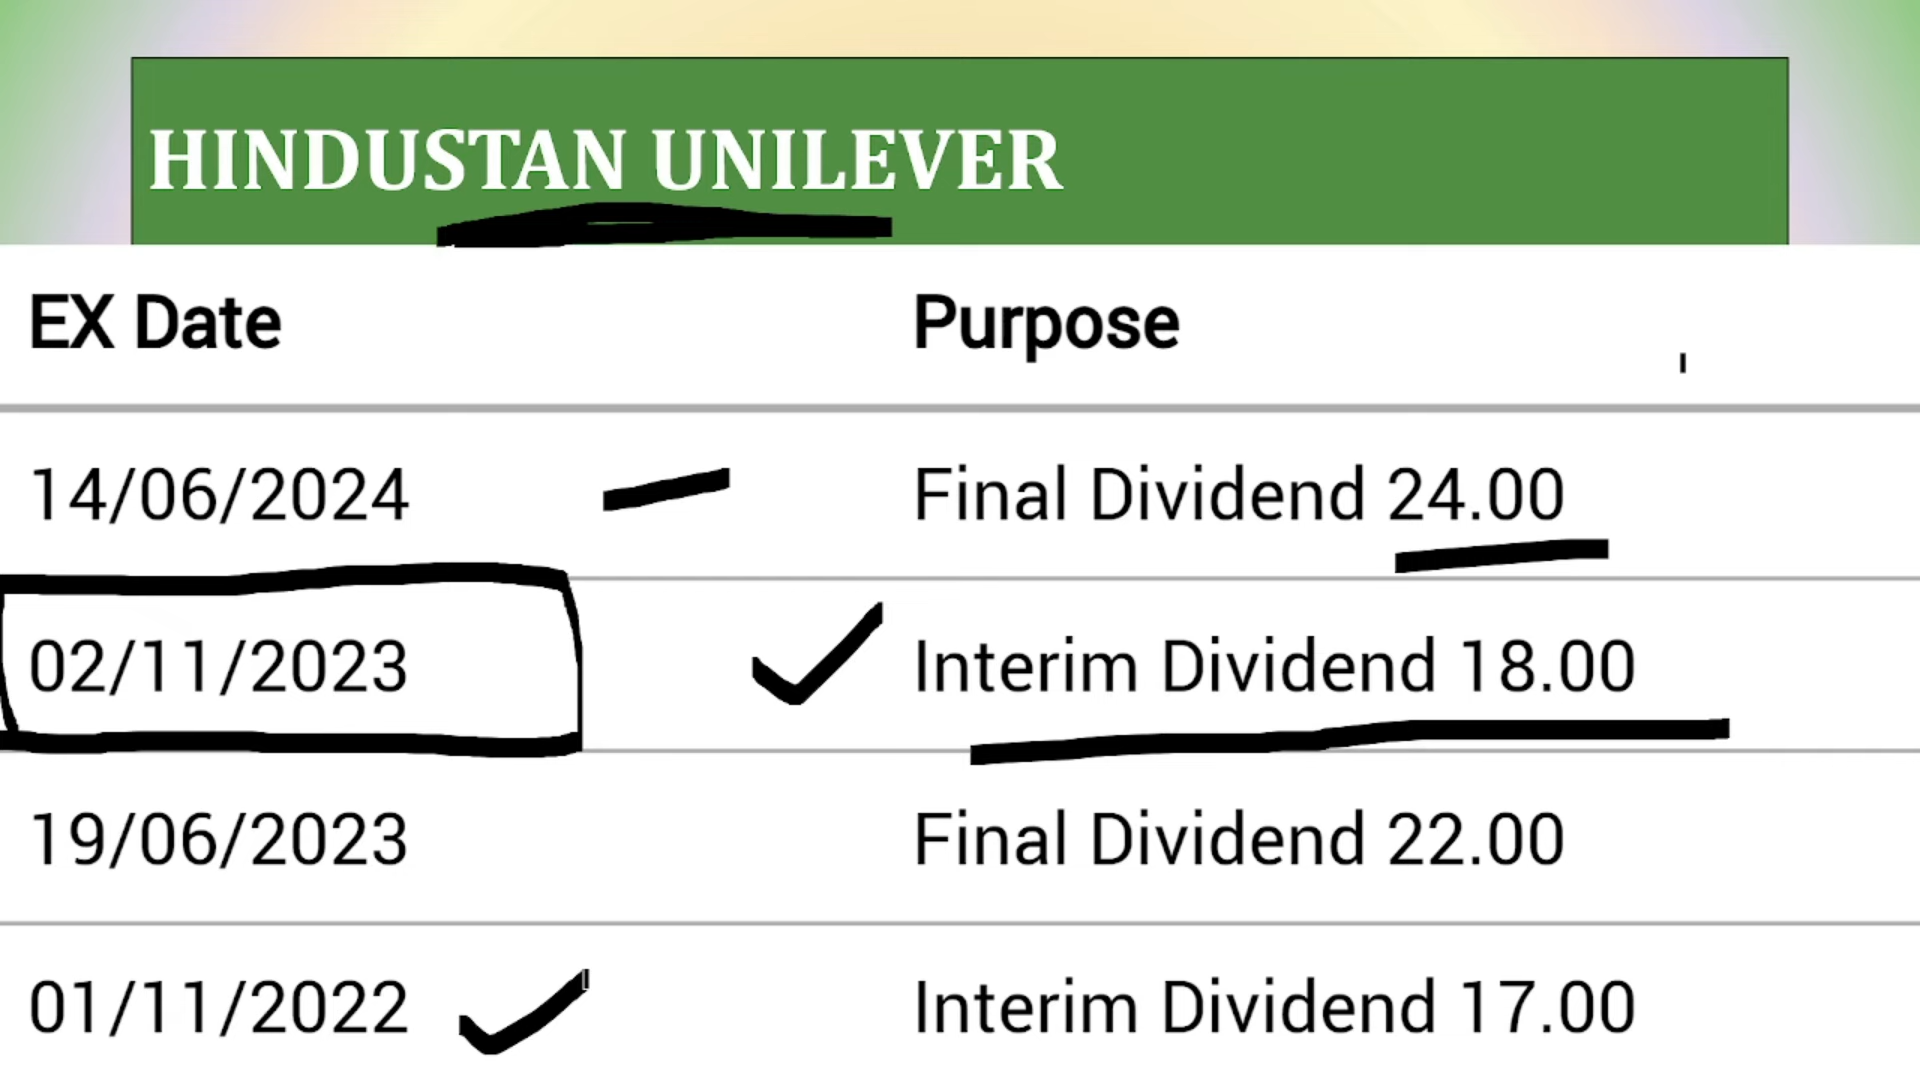 HINDUSTAN UNILEVER
EX Date Purpose
14/06/2024 Final Dividend 24.00
02/11/2023 Interim Dividend 18.00
19/06/2023 Final Dividend 22.00
01/11/2022 Interim Dividend 17.00